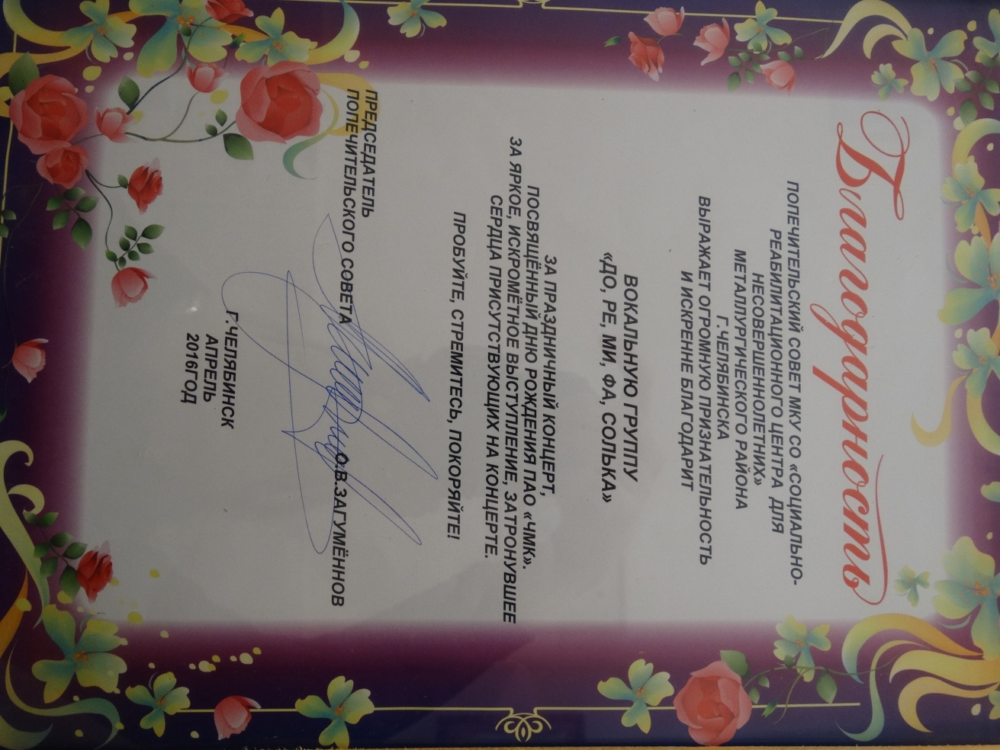 Благодарность
ПОПЕЧИТЕЛЬСКИЙ СОВЕТ МКУ СО «СОЦИАЛЬНО-
РЕАБИЛИТАЦИОННОГО ЦЕНТРА ДЛЯ
НЕСОВЕРШЕННОЛЕТНИХ»
МЕТАЛЛУРГИЧЕСКОГО РАЙОНА
Г.ЧЕЛЯБИНСКА
ВЫРАЖАЕТ ОГРОМНУЮ ПРИЗНАТЕЛЬНОСТЬ
И ИСКРЕННЕ БЛАГОДАРИТ
ВОКАЛЬНУЮ ГРУППУ
«ДО, РЕ, МИ, ФА, СОЛЬКА»
ЗА ПРАЗДНИЧНЫЙ КОНЦЕРТ,
ПОСВЯЩЁННЫЙ ДНЮ РОЖДЕНИЯ ПАО «ЧМК».
ЗА ЯРКОЕ, ИСКРОМЁТНОЕ ВЫСТУПЛЕНИЕ, ЗАТРОНУВШЕЕ
СЕРДЦА ПРИСУТСТВУЮЩИХ НА КОНЦЕРТЕ.
ПРОБУЙТЕ, СТРЕМИТЕСЬ, ПОКОРЯЙТЕ!
ПРЕДСЕДАТЕЛЬ
ПОПЕЧИТЕЛЬСКОГО СОВЕТА О.В.ЗАГУМЁННОВ
Г.ЧЕЛЯБИНСК
АПРЕЛЬ
2016ГОД